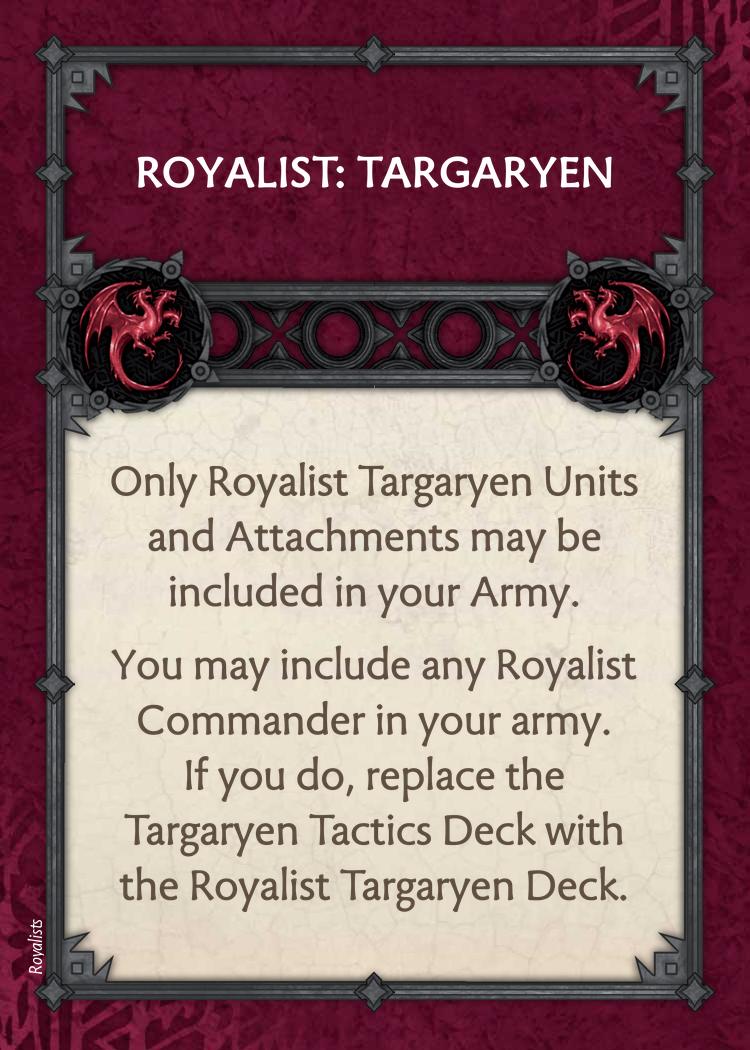 ROYALIST: TARGARYEN
Only Royalist Targaryen Units
and Attachments may be
included in your Army.
You may include any Royalist
Commander in your army.
If you do, replace the
Targaryen Tactics Deck with
the Royalist Targaryen Deck.
Royalists